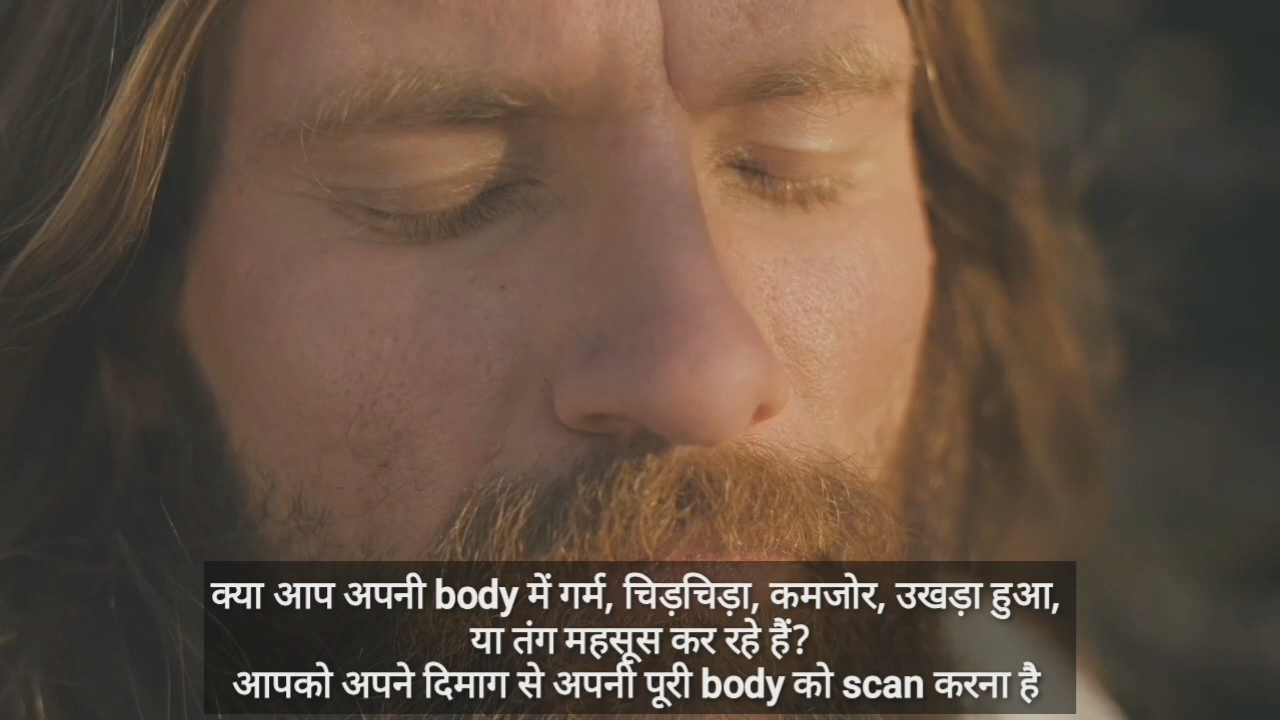 क्या आप अपनी body में गर्म, चिड़चिड़ा, कमजोर, उखड़ा हुआ,
या तंग महसूस कर रहे हैं?
आपको अपने दिमाग से अपनी पूरी body को scan करना है